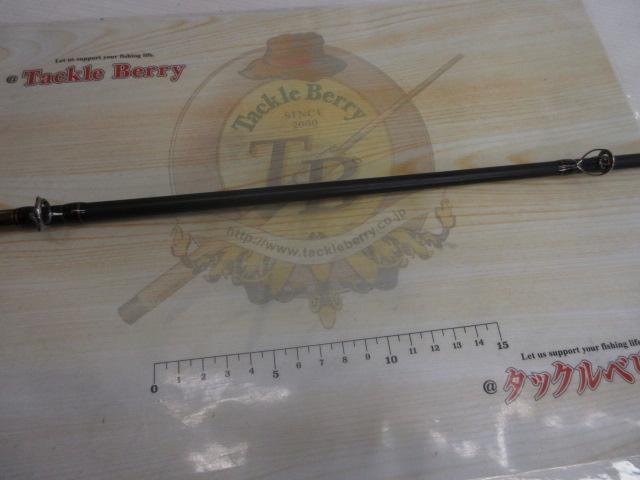 Let us support your fishing life.
@ Tackle Berry
Tackle Berry
SINCE
2000
TB
http://www.tackleberry.co.jp
0 1 2 3 4 5 6 7 8 9 10 11 12 13 14 15
Let us support your fishing life
@ タックルベリ